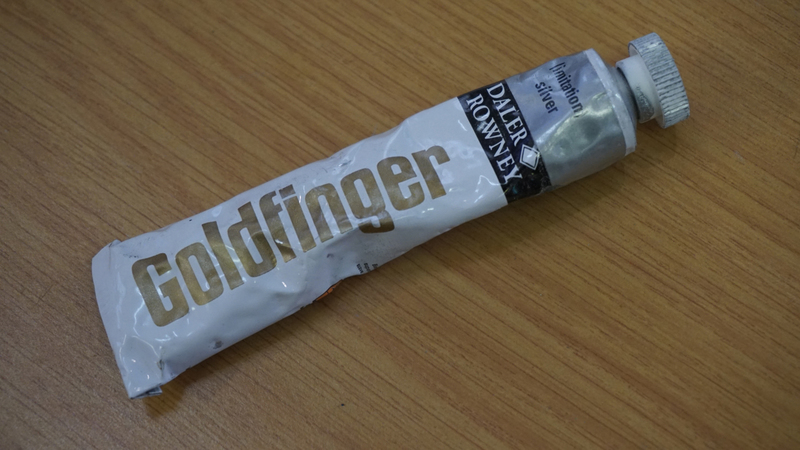 Goldfinger
DALER
ROWNEY
(imitation)
silver